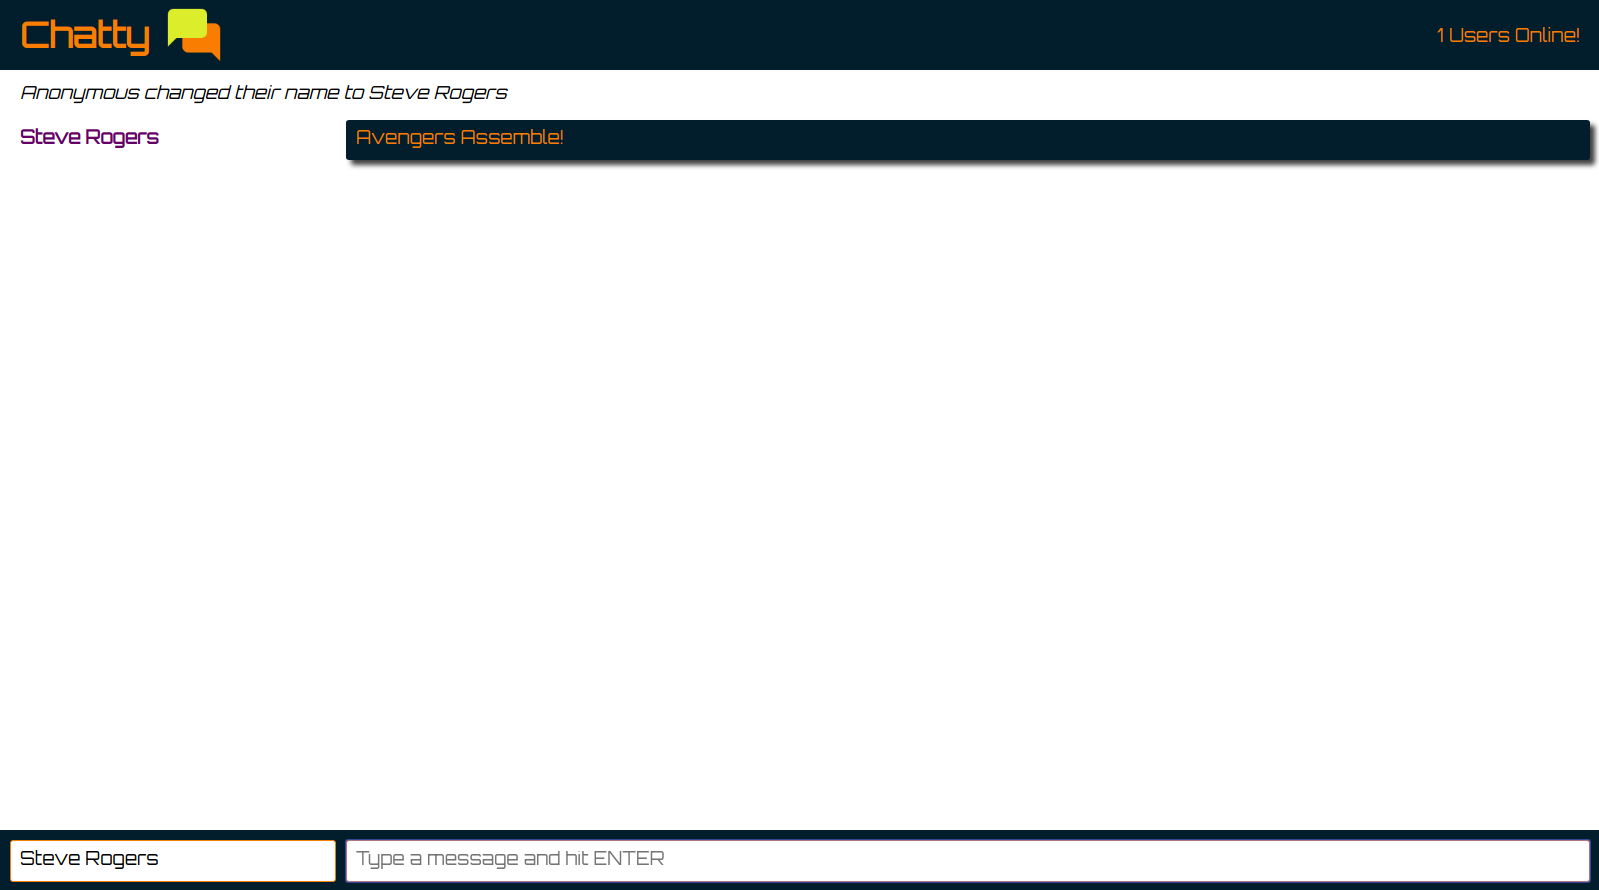 Chatty
1 Users Online!
Anonymous changed their name to Steve Rogers
Steve Rogers
Avengers Assemble!
Steve Rogers
Type a message and hit ENTER